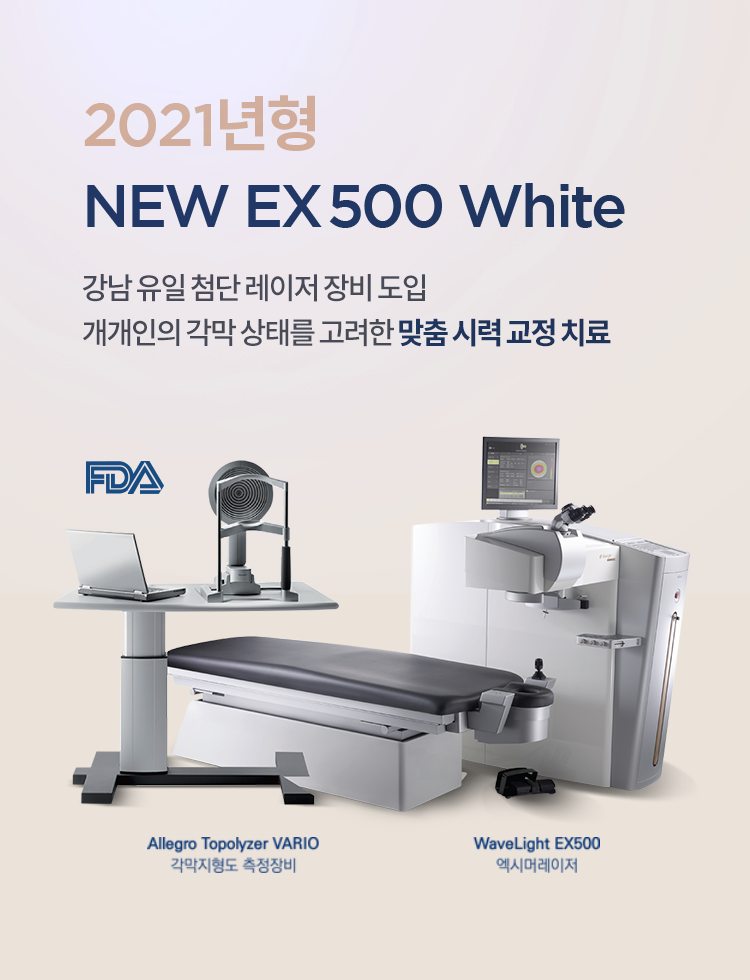 2021년형
NEW EX500 White
강남 유일 첨단 레이저 장비 도입
개개인의 각막 상태를 고려한 맞춤 시력 교정 치료
FDA
Allegro Topolyzer VARIO
각막지형도 측정장비
WaveLight EX500
엑시머레이저